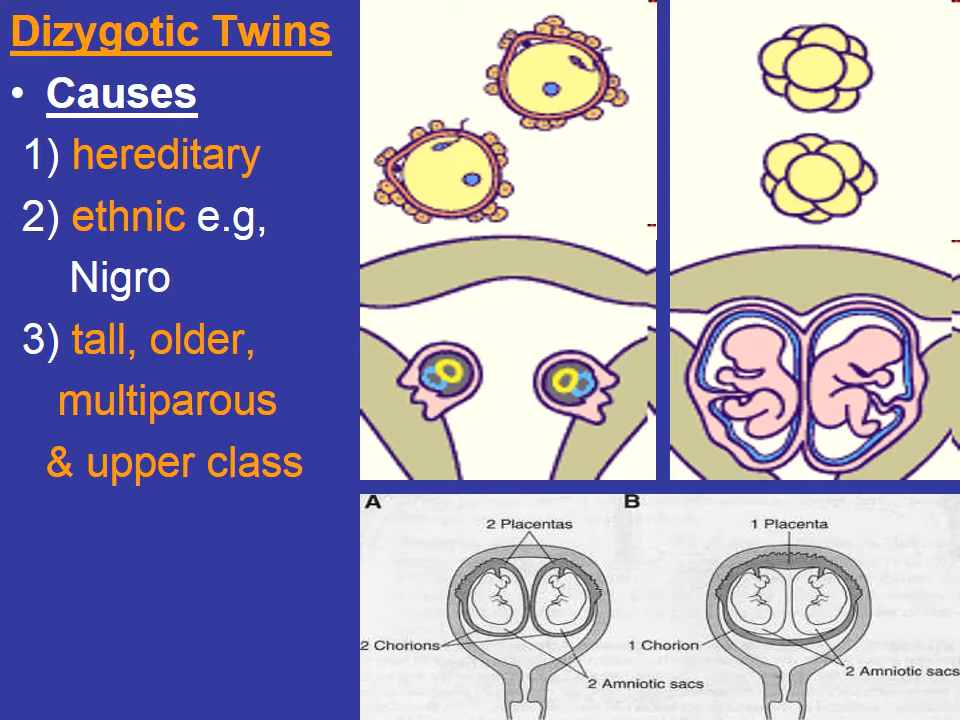 Dizygotic Twins
• Causes
1) hereditary
2) ethnic e.g,
Nigro
3) tall, older,
multiparous
& upper class
A
2 Placentas
2 Chorions
2 Amniotic sacs
B
1 Placenta
1 Chorion
2 Amniotic sacs